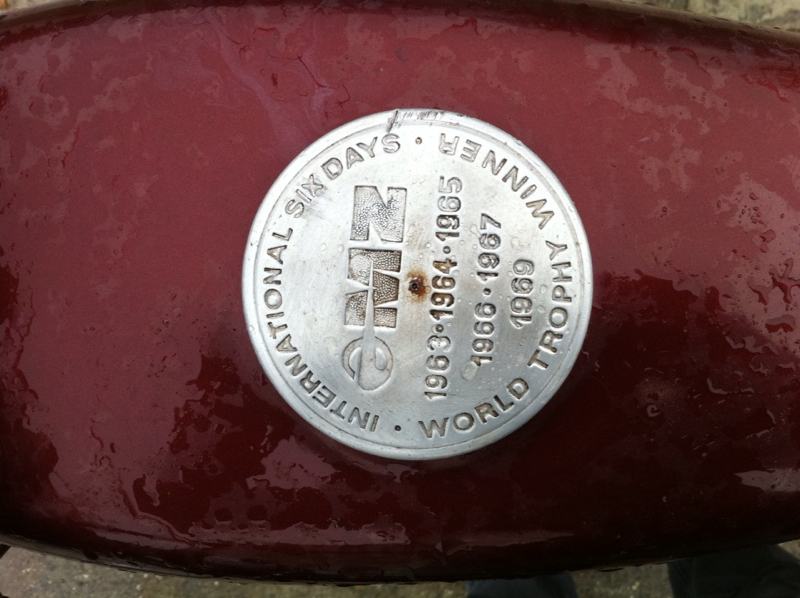 INTERNATIONAL SIX DAYS •
MZ
1963•1964•1965
1966•1967
1969
WORLD TROPHY WINNER •